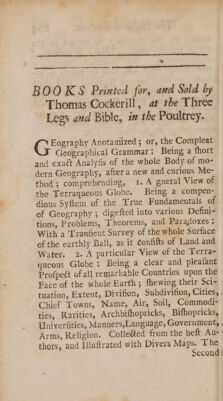 BOOKS Printed for, and Sold by
Thomas Cockerill, at the Three
Legs and Bible, in the Poultrey.
GEography Anotamized; or, the Compleat
Geographical Grammar: Being a short
and exact Analysis of the whole Body of mo-
dern Geography, after a new and curious Me-
thod; comprehending, 1. A gneral View of
the Terraqueous Globe. Being a compen-
dious System of the True Fundamentals of
of Geography; digested into various Defini-
tions, Problems, Theorems, and Paradoxes:
With a Transient Survey of the whole Surface
of the earthly Ball, as it consists of Land and
Water. 2. A particular View of the Terra-
queous Globe: Being a clear and pleasant
Prospect of all remarkable Countries upon the
Face of the whole Earth; shewing their Sci-
tuation, Extent, Division, Subdivision, Cities,
Chief Towns, Name, Air, Soil, Commodi-
ties, Rarities, Archbishopricks, Bishopricks,
Universities, Manners, Language, Government,
Arms, Religion. Collected from the best Au-
thors, and Illustrated with Divers Maps. The
Second